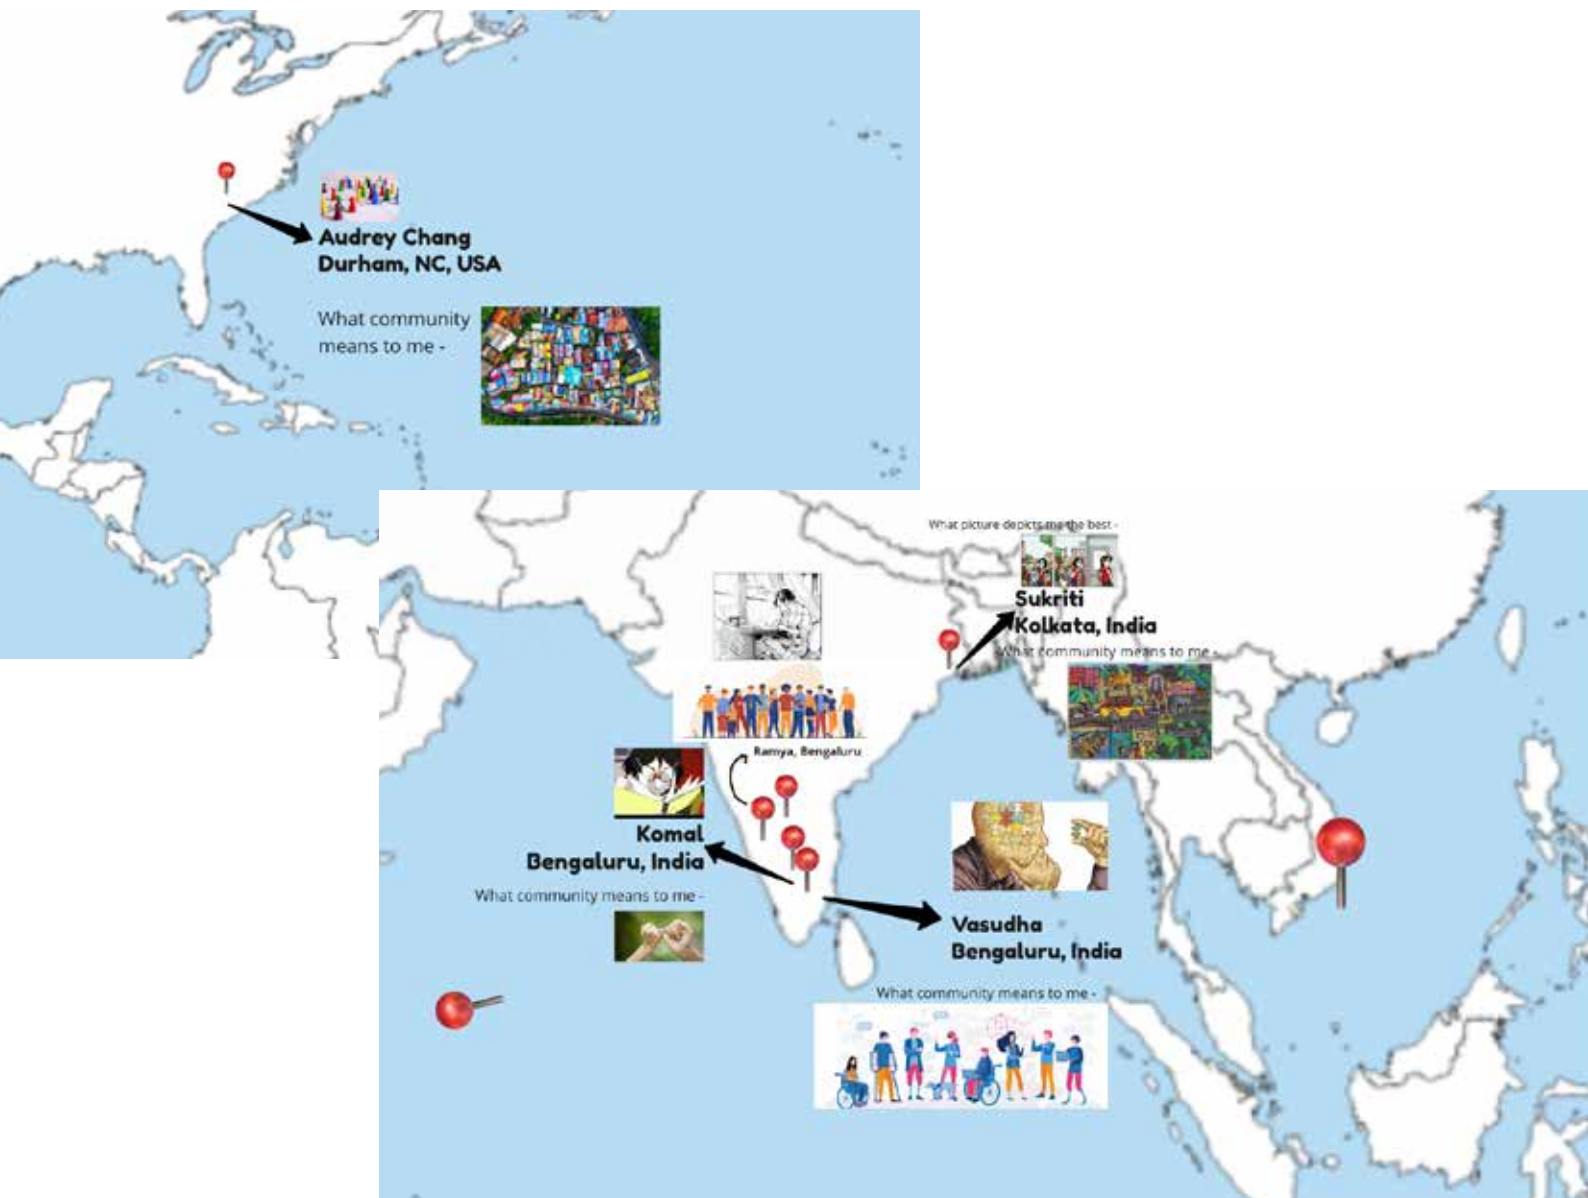 Audrey Chang
Durham, NC, USA
What community
means to me -
What picture depicts me the best -
Sukriti
Kolkata, India
What community means to me -
Ramya, Bengaluru
Komal
Bengaluru, India
What community means to me -
Vasudha
Bengaluru, India
What community means to me -